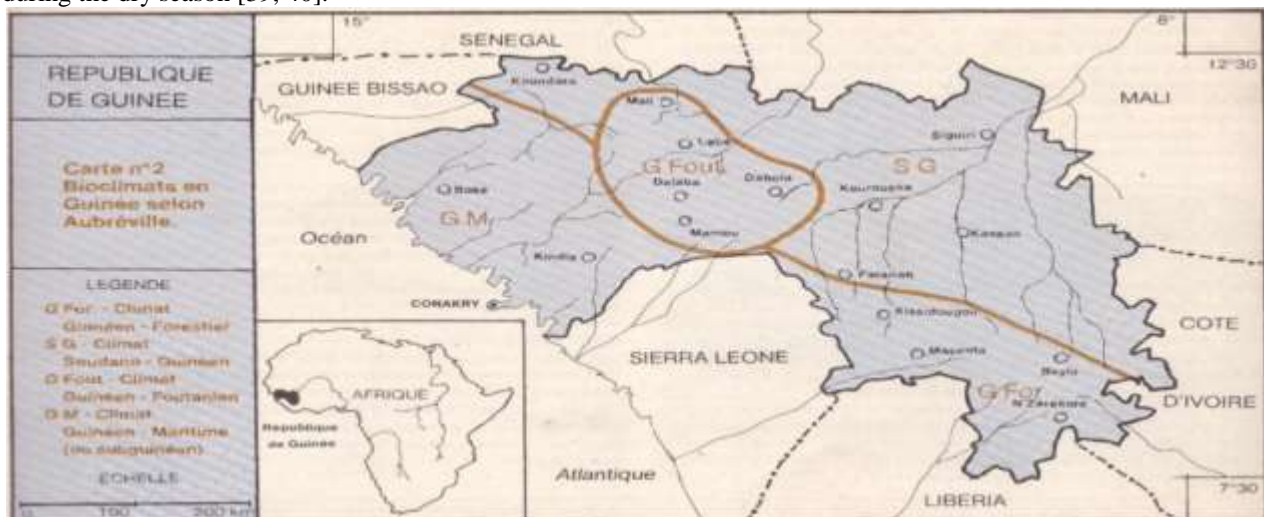 during the dry season [39, 40].
REPUBLIQUE
DE GUINEE
Carte n°2
Bioclimats en
Guinée selon
Aubréville.
LEGENDE
G For - Climat
Guinéen - Forestier
S G - Climat
Soudano - Guinéen
G Fout - Climat
Guinéen - Foutanien
G M - Climat
Guinéen - Maritime
(ou subguinéen)
ECHELLE
0 100 200 km
15°
8°
12°30
SENEGAL
GUINEE BISSAO
Koundara
MALI
Mali
Labé
Siguiri
G Fout
S G
Dalaba
Dabola
Kouroussa
Boké
G M
Mamou
Océan
Kankan
Kindia
Faranah
CONAKRY
Kissidougou
COTE
SIERRA LEONE
Macenta
Beyla
AFRIQUE
G For
D'IVOIRE
N'Zérékoré
République
de Guinée
Atlantique
LIBERIA
7°30